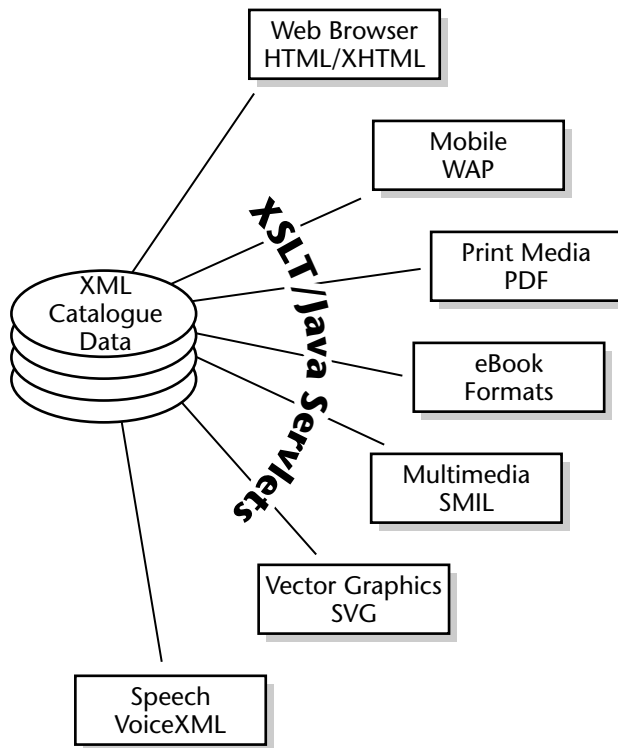 Web Browser
HTML/XHTML
Mobile
WAP
XSLT/Java Servlets
Print Media
PDF
XML
Catalogue
Data
eBook
Formats
Multimedia
SMIL
Vector Graphics
SVG
Speech
VoiceXML